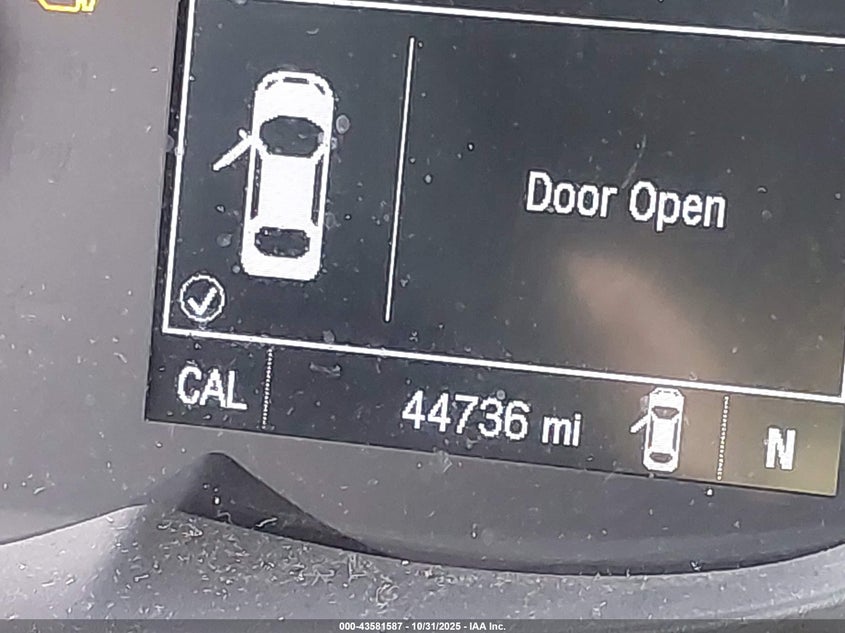 Door Open
CAL
44736 mi
N
000-43581587 - 10/31/2025 - IAA Inc.